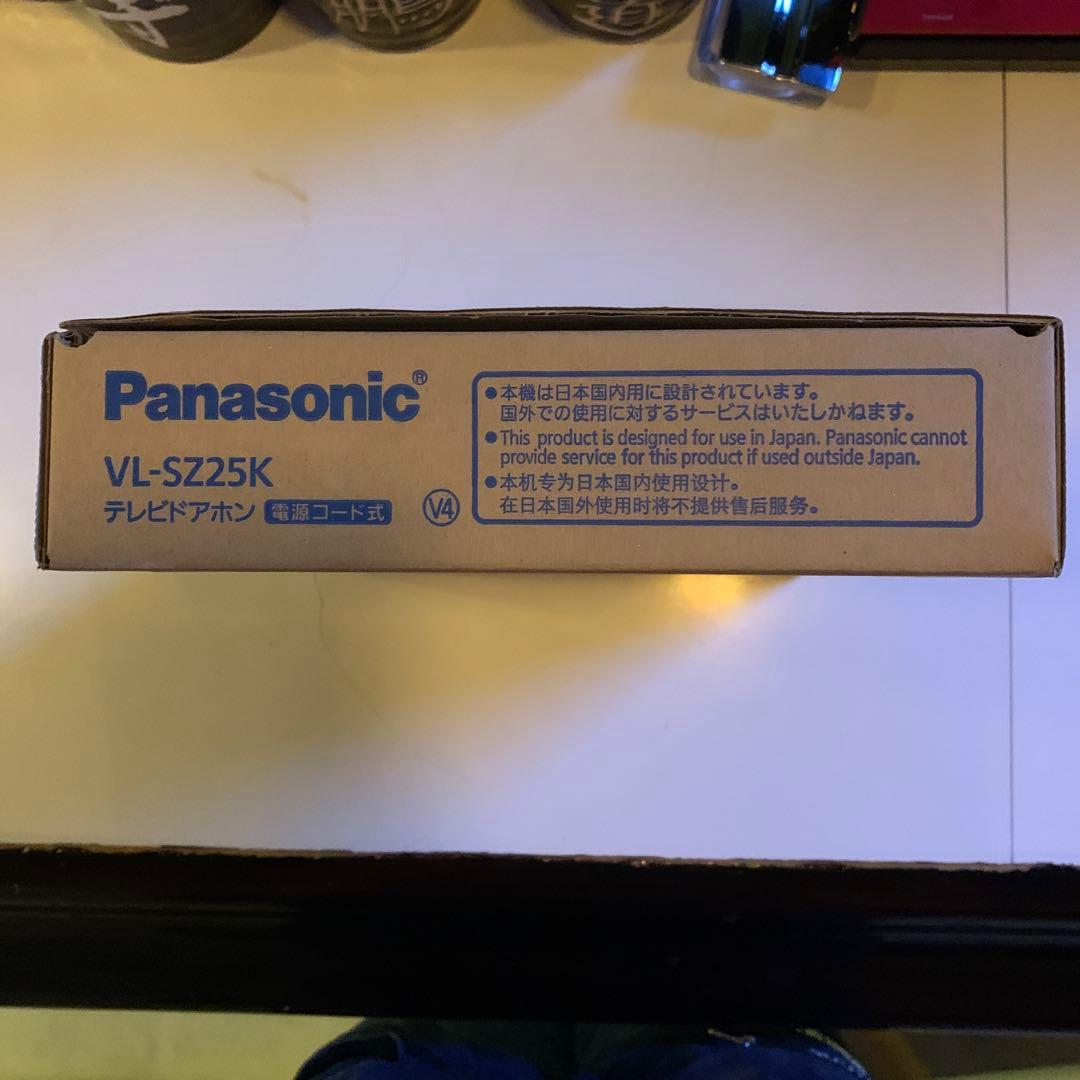 Panasonic®
VL-SZ25K
テレビドアホン 電源コード式 V4
●本機は日本国内用に設計されています。
国外での使用に対するサービスはいたしかねます。
●This product is designed for use in Japan. Panasonic cannot
provide service for this product if used outside Japan.
●本机专为日本国内使用设计。
在日本国外使用时将不提供售后服务。